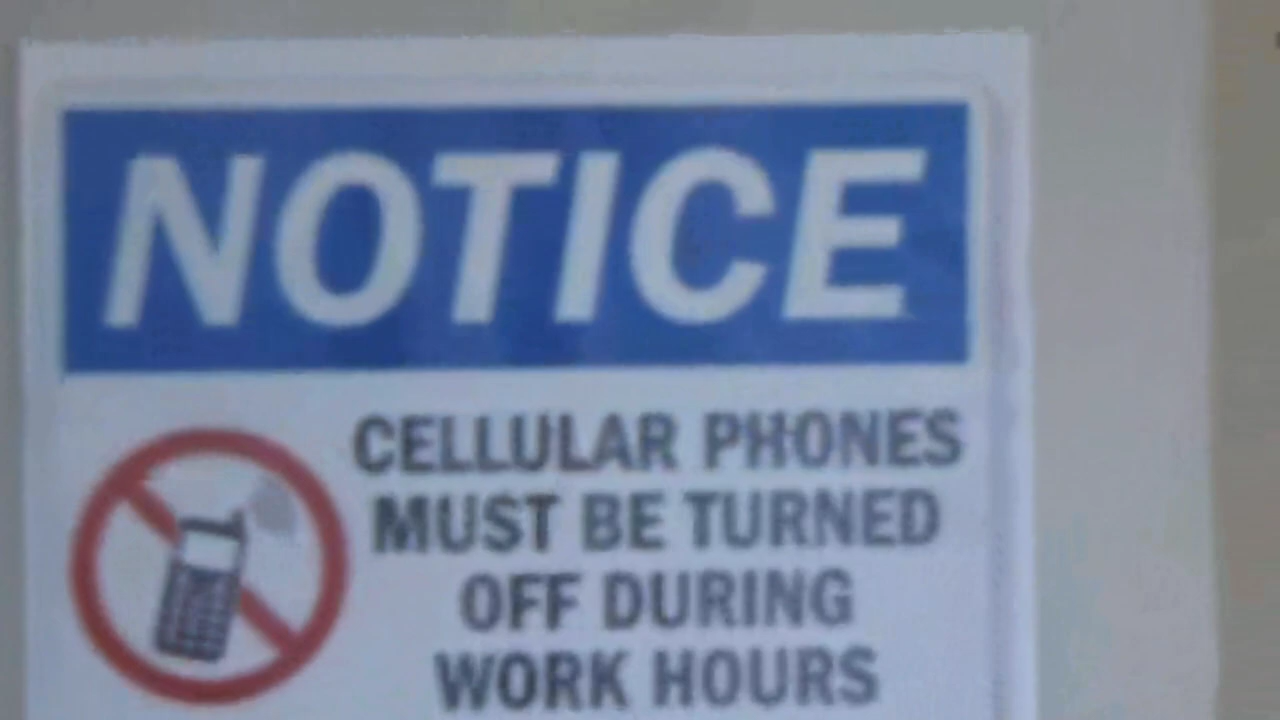 NOTICE
CELLULAR PHONES
MUST BE TURNED
OFF DURING
WORK HOURS